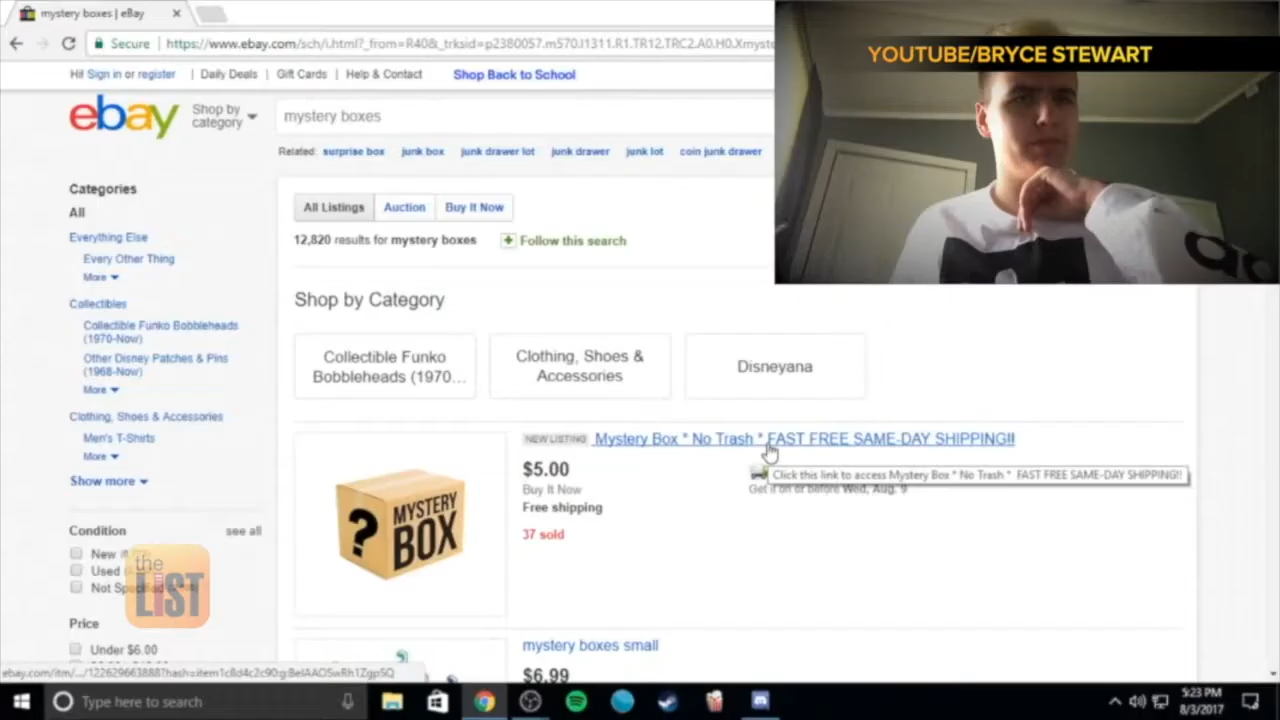 mystery boxes | eBay
YOUTUBE/BRYCE STEWART
Secure https://www.ebay.com/sch/i.html?_from=R40&_trksid=p2380057.m570.l1311.R1.TR12.TRC2.A0.H0.Xmyste
Hi! Sign in or register | Daily Deals | Gift Cards | Help & Contact Shop Back to School
ebay Shop by category
mystery boxes
Related: surprise box junk box junk drawer lot junk drawer junk lot coin junk drawer
Categories
All
Everything Else
Every Other Thing
More
Collectibles
Collectible Funko Bobbleheads
(1970-Now)
Other Disney Patches & Pins
(1968-Now)
More
Clothing, Shoes & Accessories
Men's T-Shirts
More
Show more
Condition see all
New
Used
Not
the
LiST
Price
Under $6.00
All Listings Auction Buy It Now
12,820 results for mystery boxes + Follow this search
Shop by Category
Collectible Funko
Bobbleheads (1970...
Clothing, Shoes &
Accessories
Disneyana
?
MYSTERY
BOX
NEW LISTING Mystery Box * No Trash * FAST FREE SAME-DAY SHIPPING!!
Click this link to access Mystery Box * No Trash * FAST FREE SAME-DAY SHIPPING!!
$5.00
Buy It Now Get it on or before Wed, Aug. 9
Free shipping
37 sold
mystery boxes small
$6.99
Type here to search
5:23 PM
8/3/2017